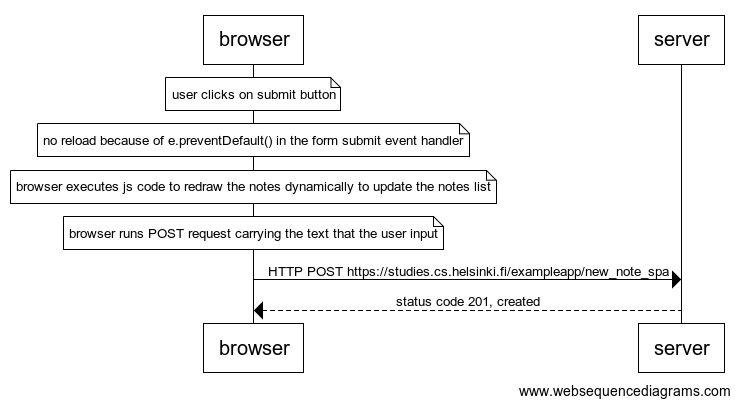 browser
server
user clicks on submit button
no reload because of e.preventDefault() in the form submit event handler
browser executes js code to redraw the notes dynamically to update the notes list
browser runs POST request carrying the text that the user input
HTTP POST https://studies.cs.helsinki.fi/exampleapp/new_note_spa
status code 201, created
browser
server
www.websequencediagrams.com